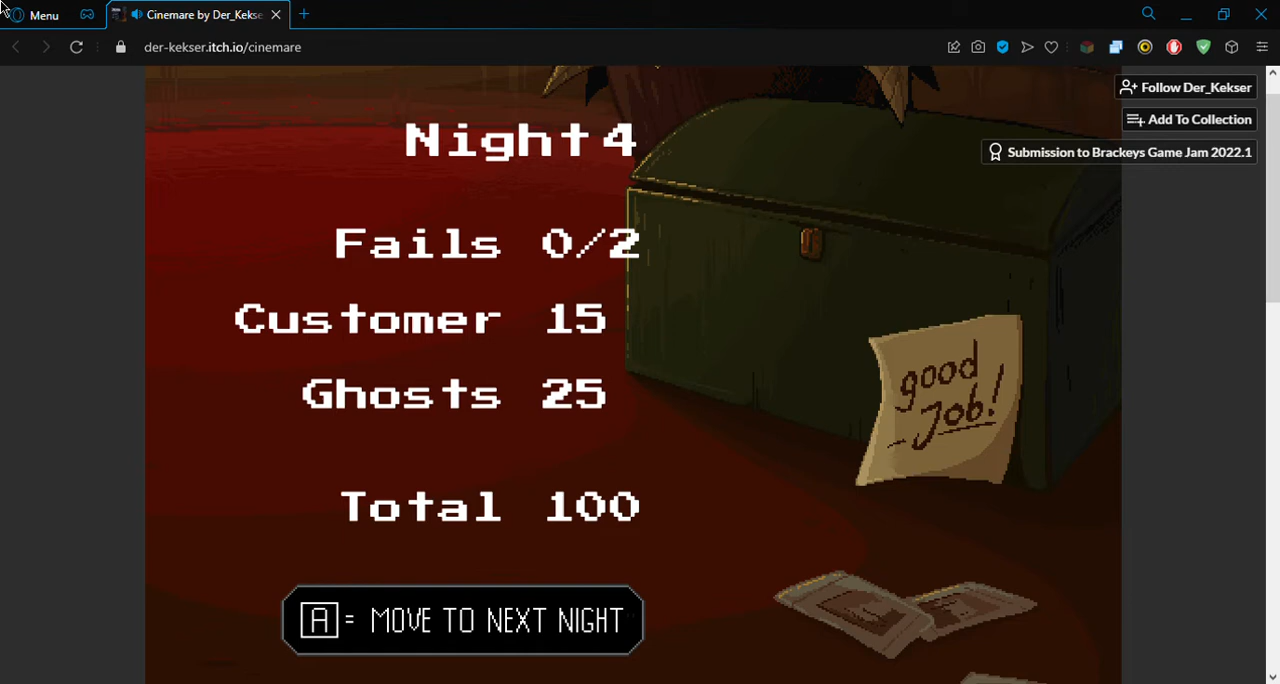 Menu
Cinemare by Der_Kekse
der-kekser.itch.io/cinemare
Follow Der_Kekser
Add To Collection
Submission to Brackeys Game Jam 2022.1
Night4
Fails 0/2
Customer 15
Ghosts 25
Total 100
good
Job!
A = MOVE TO NEXT NIGHT